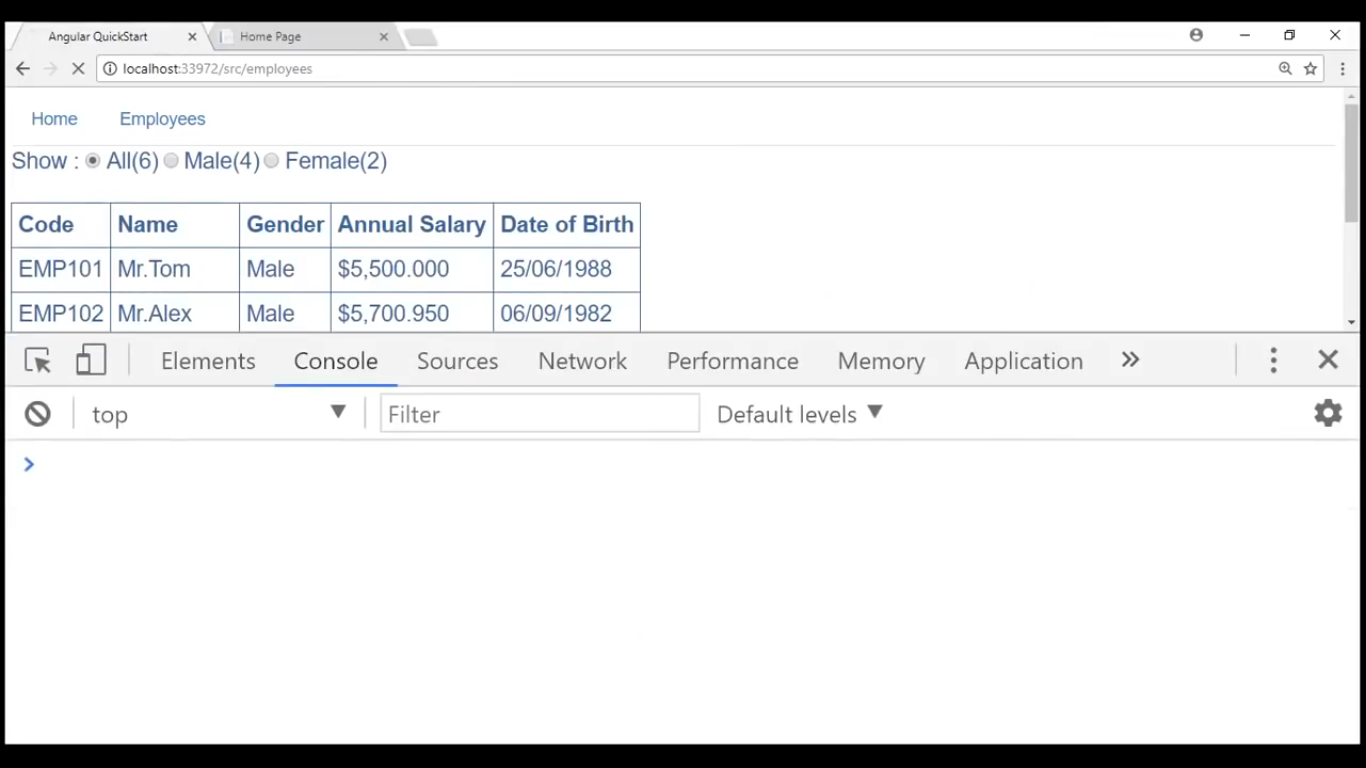 Angular QuickStart
Home Page
localhost:33972/src/employees
Home Employees
Show : All(6) Male(4) Female(2)
Code Name Gender Annual Salary Date of Birth
EMP101 Mr.Tom Male $5,500.000 25/06/1988
EMP102 Mr.Alex Male $5,700.950 06/09/1982
Elements Console Sources Network Performance Memory Application
top Filter Default levels